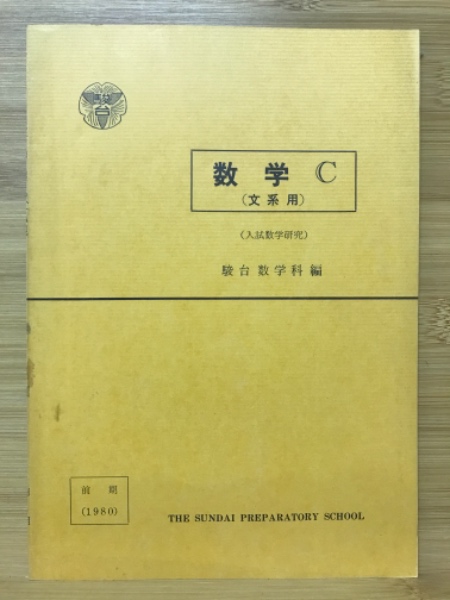 数学 C
(文系用)
(入試数学研究)
駿台数学科編
前期
(1980)
THE SUNDAI PREPARATORY SCHOOL